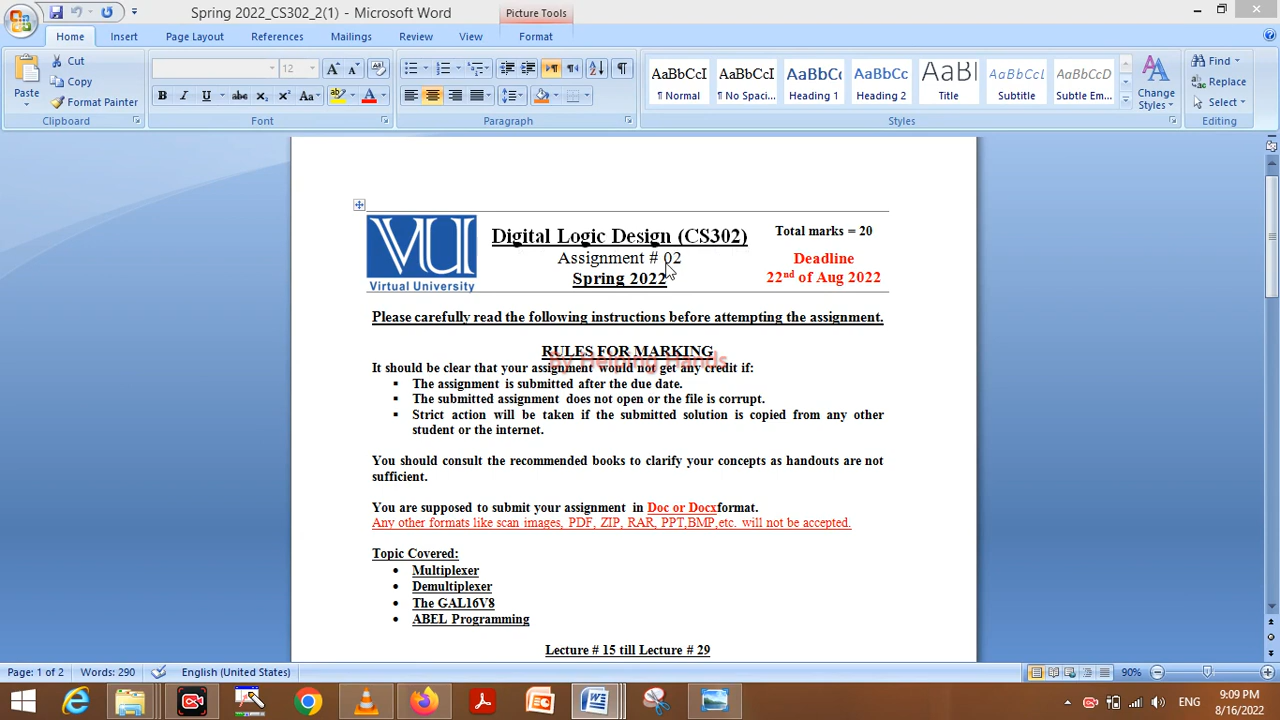 Spring 2022_CS302_2(1) - Microsoft Word
Picture Tools
Home Insert Page Layout References Mailings Review View Format
Paste
Cut
Copy
Format Painter
Clipboard
12
Font
Paragraph
AaBbCcI AaBbCcI AaBbC AaBbCc AaBb AaBbCcI AaBbCcD
¶ Normal ¶ No Spaci... Heading 1 Heading 2 Title Subtitle Subtle Em...
Change Styles
Styles
Find
Replace
Select
Editing
VU
Virtual University
Digital Logic Design (CS302)
Assignment # 02
Spring 2022
Total marks = 20
Deadline
22nd of Aug 2022
Please carefully read the following instructions before attempting the assignment.
RULES FOR MARKING
By Helping Hands
It should be clear that your assignment would not get any credit if:
▪ The assignment is submitted after the due date.
▪ The submitted assignment does not open or the file is corrupt.
▪ Strict action will be taken if the submitted solution is copied from any other
student or the internet.
You should consult the recommended books to clarify your concepts as handouts are not
sufficient.
You are supposed to submit your assignment in Doc or Docxformat.
Any other formats like scan images, PDF, ZIP, RAR, PPT,BMP,etc. will not be accepted.
Topic Covered:
• Multiplexer
• Demultiplexer
• The GAL16V8
• ABEL Programming
Lecture # 15 till Lecture # 29
Page: 1 of 2 Words: 290 English (United States) 90%
ENG
9:09 PM
8/16/2022